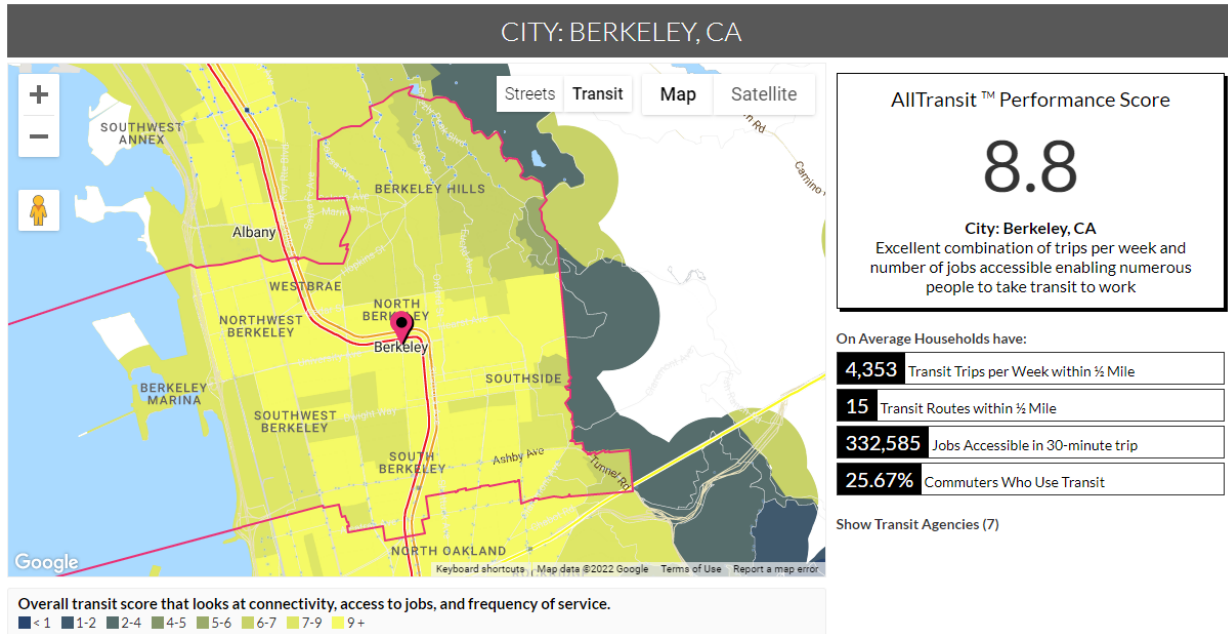 CITY: BERKELEY, CA
+
−
Streets
Transit
Map
Satellite
SOUTHWEST
ANNEX
Camino
BERKELEY HILLS
Albany
WESTBRAE
NORTH
BERKELEY
NORTHWEST
BERKELEY
Berkeley
BERKELEY
MARINA
SOUTHSIDE
SOUTHWEST
BERKELEY
SOUTH
BERKELEY
Ashby Ave
Tunnel Rd
NORTH OAKLAND
Google
Keyboard shortcuts
Map data ©2022 Google
Terms of Use
Report a map error
Overall transit score that looks at connectivity, access to jobs, and frequency of service.
< 1 1-2 2-4 4-5 5-6 6-7 7-9 9 +
AllTransit ™ Performance Score
8.8
City: Berkeley, CA
Excellent combination of trips per week and
number of jobs accessible enabling numerous
people to take transit to work
On Average Households have:
4,353 Transit Trips per Week within ½ Mile
15 Transit Routes within ½ Mile
332,585 Jobs Accessible in 30-minute trip
25.67% Commuters Who Use Transit
Show Transit Agencies (7)